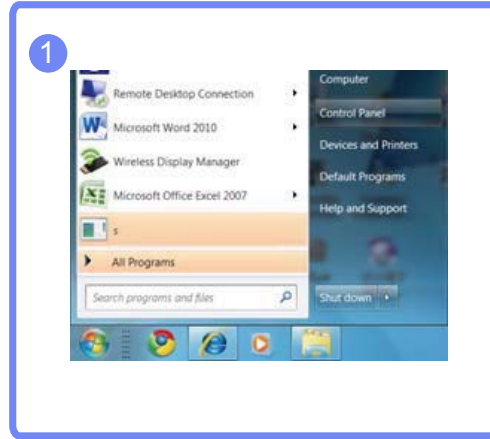 1
Remote Desktop Connection
Microsoft Word 2010
Wireless Display Manager
Microsoft Office Excel 2007
s
All Programs
Search programs and files
Computer
Control Panel
Devices and Printers
Default Programs
Help and Support
Shut down